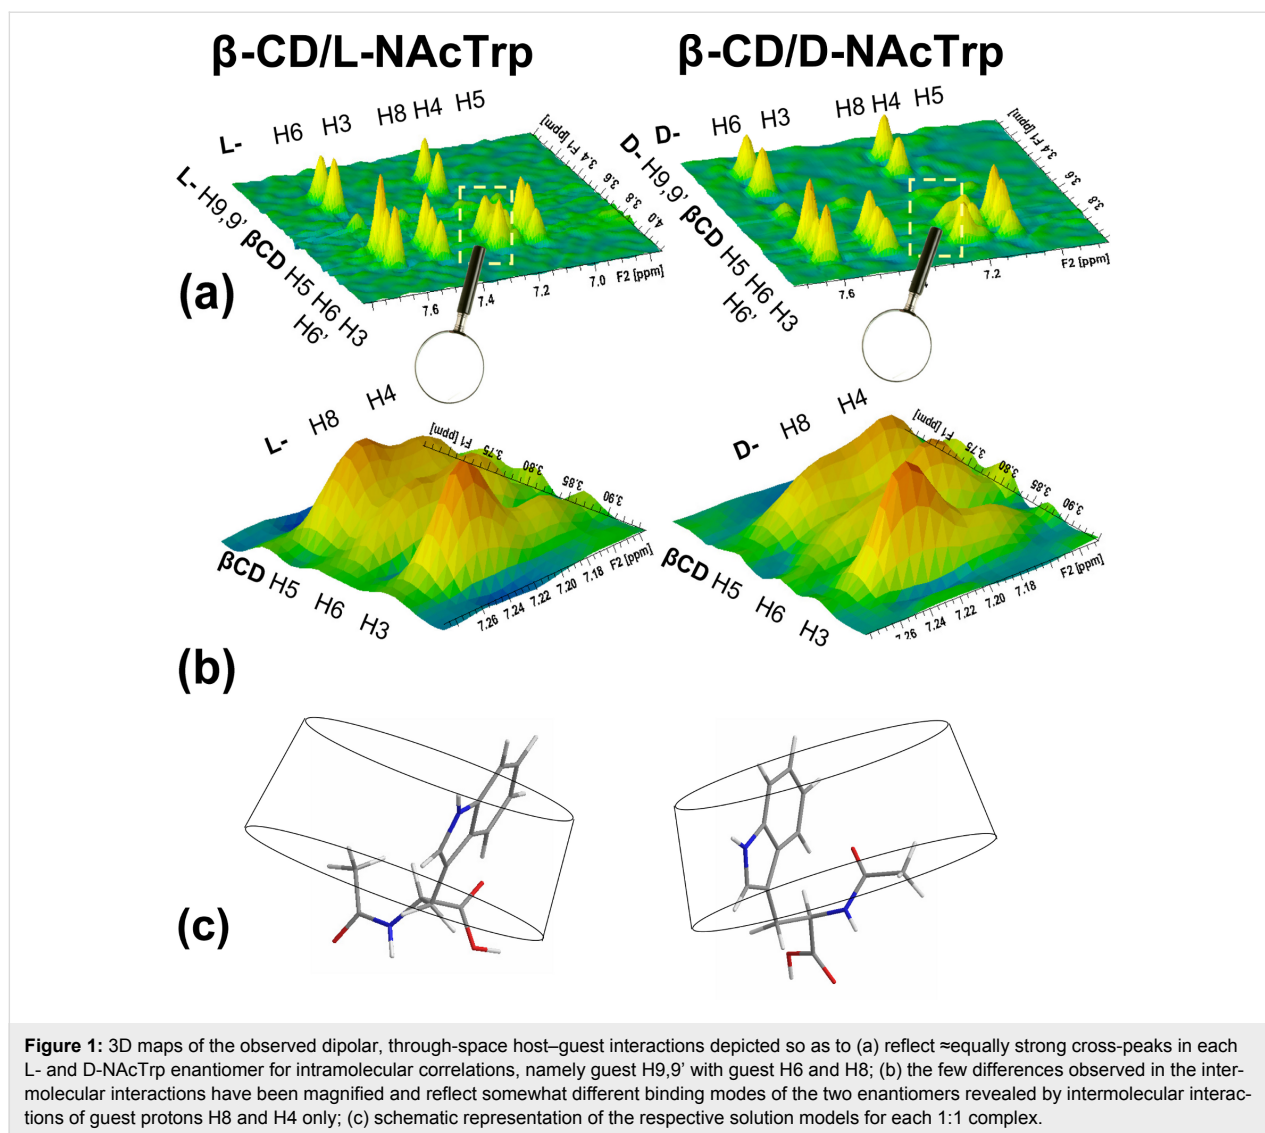 β-CD/L-NAcTrp
β-CD/D-NAcTrp
L- H6 H3 H8 H4 H5
L- H9,9’ βCD H5 H6 H3
H6’
3.4 F1 [ppm]
3.6
3.8
4.0
7.6 7.4 7.2 7.0 F2 [ppm]
D- H6 H3 H8 H4 H5
D- H9,9’ βCD H5 H6 H3
H6’
3.4 F1 [ppm]
3.6
3.8
7.6 7.2 F2 [ppm]
(a)
L- H8 H4
F1 [ppm] 3.75 3.80 3.85 3.90
βCD H5 H6 H3
7.26 7.24 7.22 7.20 7.18 F2 [ppm]
D- H8 H4
F1 [ppm] 3.75 3.80 3.85 3.90
βCD H5 H6 H3
7.26 7.24 7.22 7.20 7.18 F2 [ppm]
(b)
(c)
Figure 1: 3D maps of the observed dipolar, through-space host–guest interactions depicted so as to (a) reflect ≈equally strong cross-peaks in each
L- and D-NAcTrp enantiomer for intramolecular correlations, namely guest H9,9’ with guest H6 and H8; (b) the few differences observed in the inter-
molecular interactions have been magnified and reflect somewhat different binding modes of the two enantiomers revealed by intermolecular interac-
tions of guest protons H8 and H4 only; (c) schematic representation of the respective solution models for each 1:1 complex.